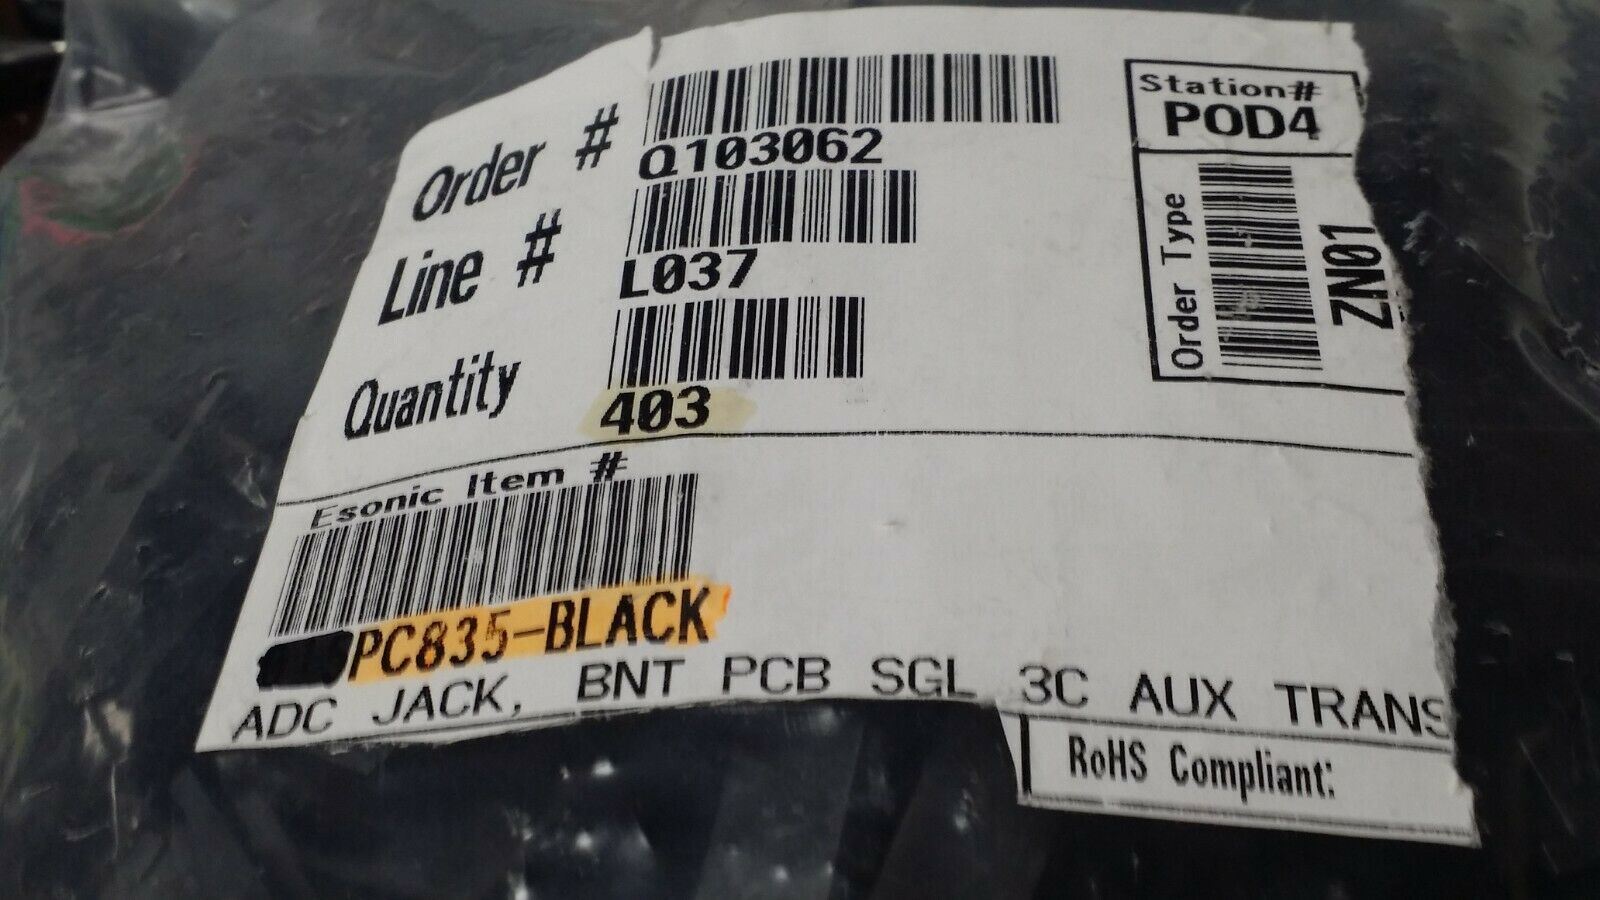 Order # Q103062
Line # L037
Quantity 403
Station#
POD4
Order Type
ZN01
Esonic Item #
PC835-BLACK
ADC JACK, BNT PCB SGL 3C AUX TRANS
RoHS Compliant: